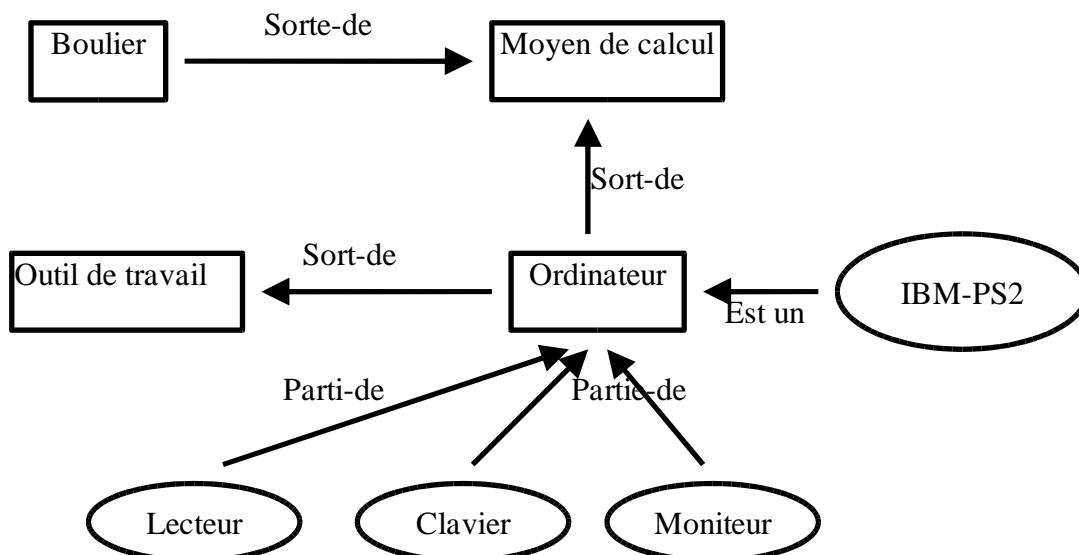 Sorte-de
Boulier
Moyen de calcul
Sort-de
Outil de travail
Sort-de
Ordinateur
IBM-PS2
Est un
Parti-de
Partie-de
Lecteur
Clavier
Moniteur